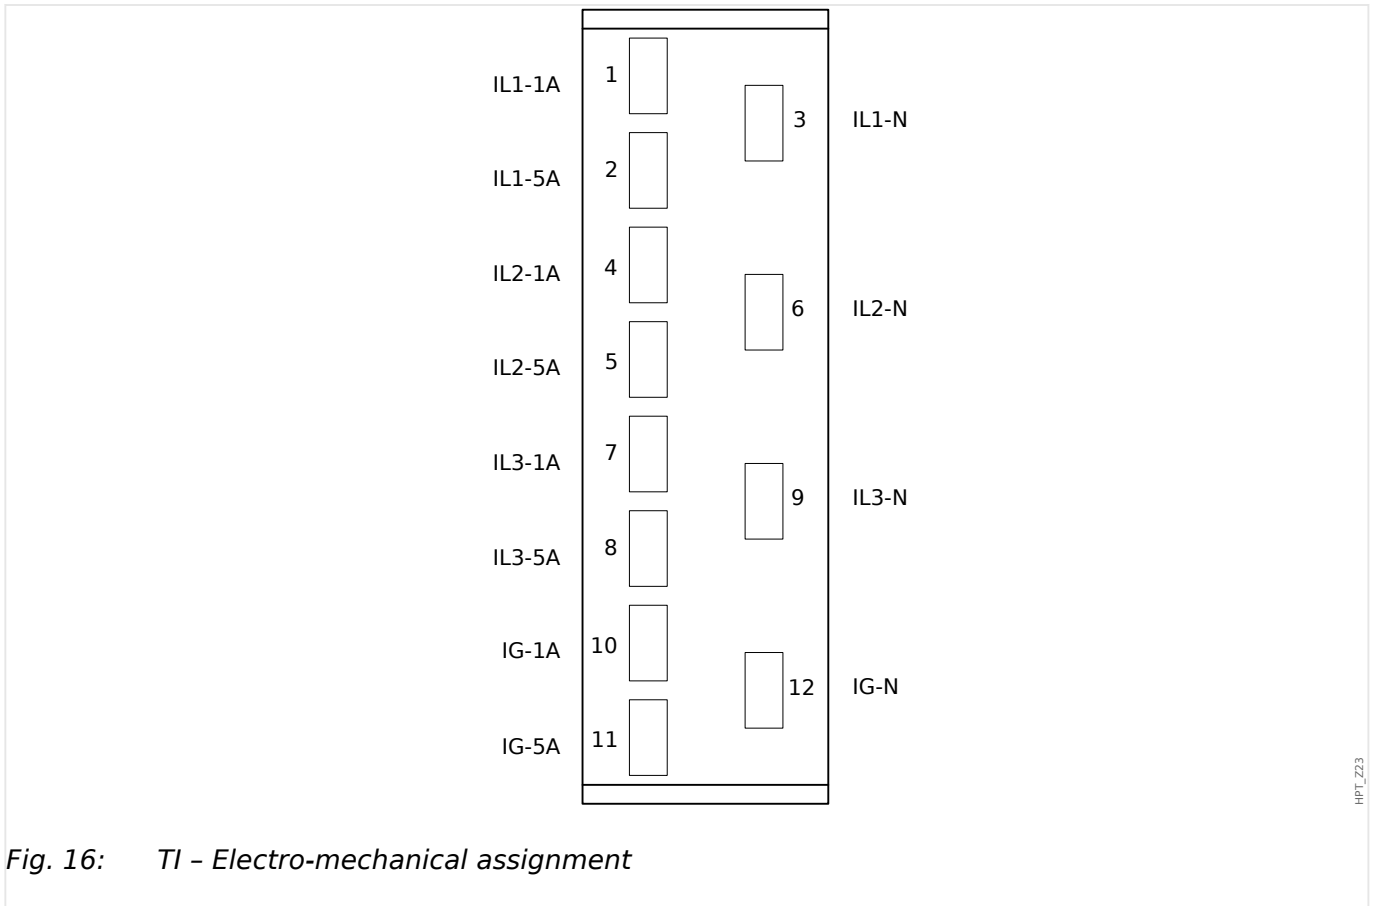 IL1-1A 1
3 IL1-N
IL1-5A 2
IL2-1A 4
6 IL2-N
IL2-5A 5
IL3-1A 7
9 IL3-N
IL3-5A 8
IG-1A 10
12 IG-N
IG-5A 11
HPT_Z23
Fig. 16: TI – Electro-mechanical assignment